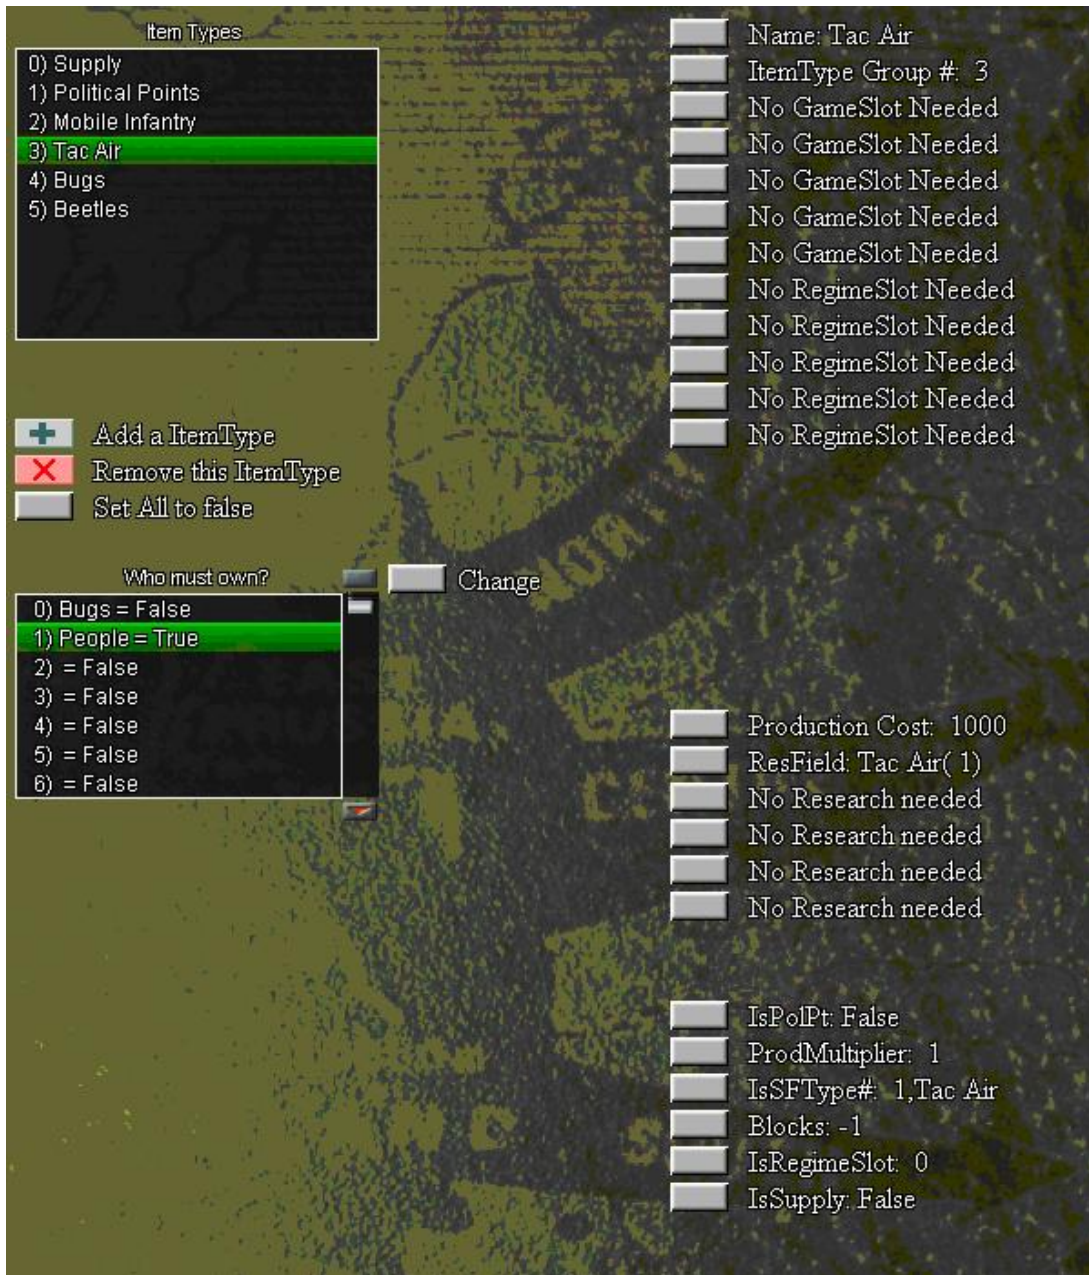 Item Types
0) Supply
1) Political Points
2) Mobile Infantry
3) Tac Air
4) Bugs
5) Beetles
Add a ItemType
Remove this ItemType
Set All to false
Who must own?
Change
0) Bugs = False
1) People = True
2) = False
3) = False
4) = False
5) = False
6) = False
Name: Tac Air
ItemType Group #: 3
No GameSlot Needed
No GameSlot Needed
No GameSlot Needed
No GameSlot Needed
No GameSlot Needed
No RegimeSlot Needed
No RegimeSlot Needed
No RegimeSlot Needed
No RegimeSlot Needed
No RegimeSlot Needed
Production Cost: 1000
ResField: Tac Air( 1)
No Research needed
No Research needed
No Research needed
No Research needed
IsPolPt: False
ProdMultiplier: 1
IsSFType#: 1,Tac Air
Blocks: -1
IsRegimeSlot: 0
IsSupply: False